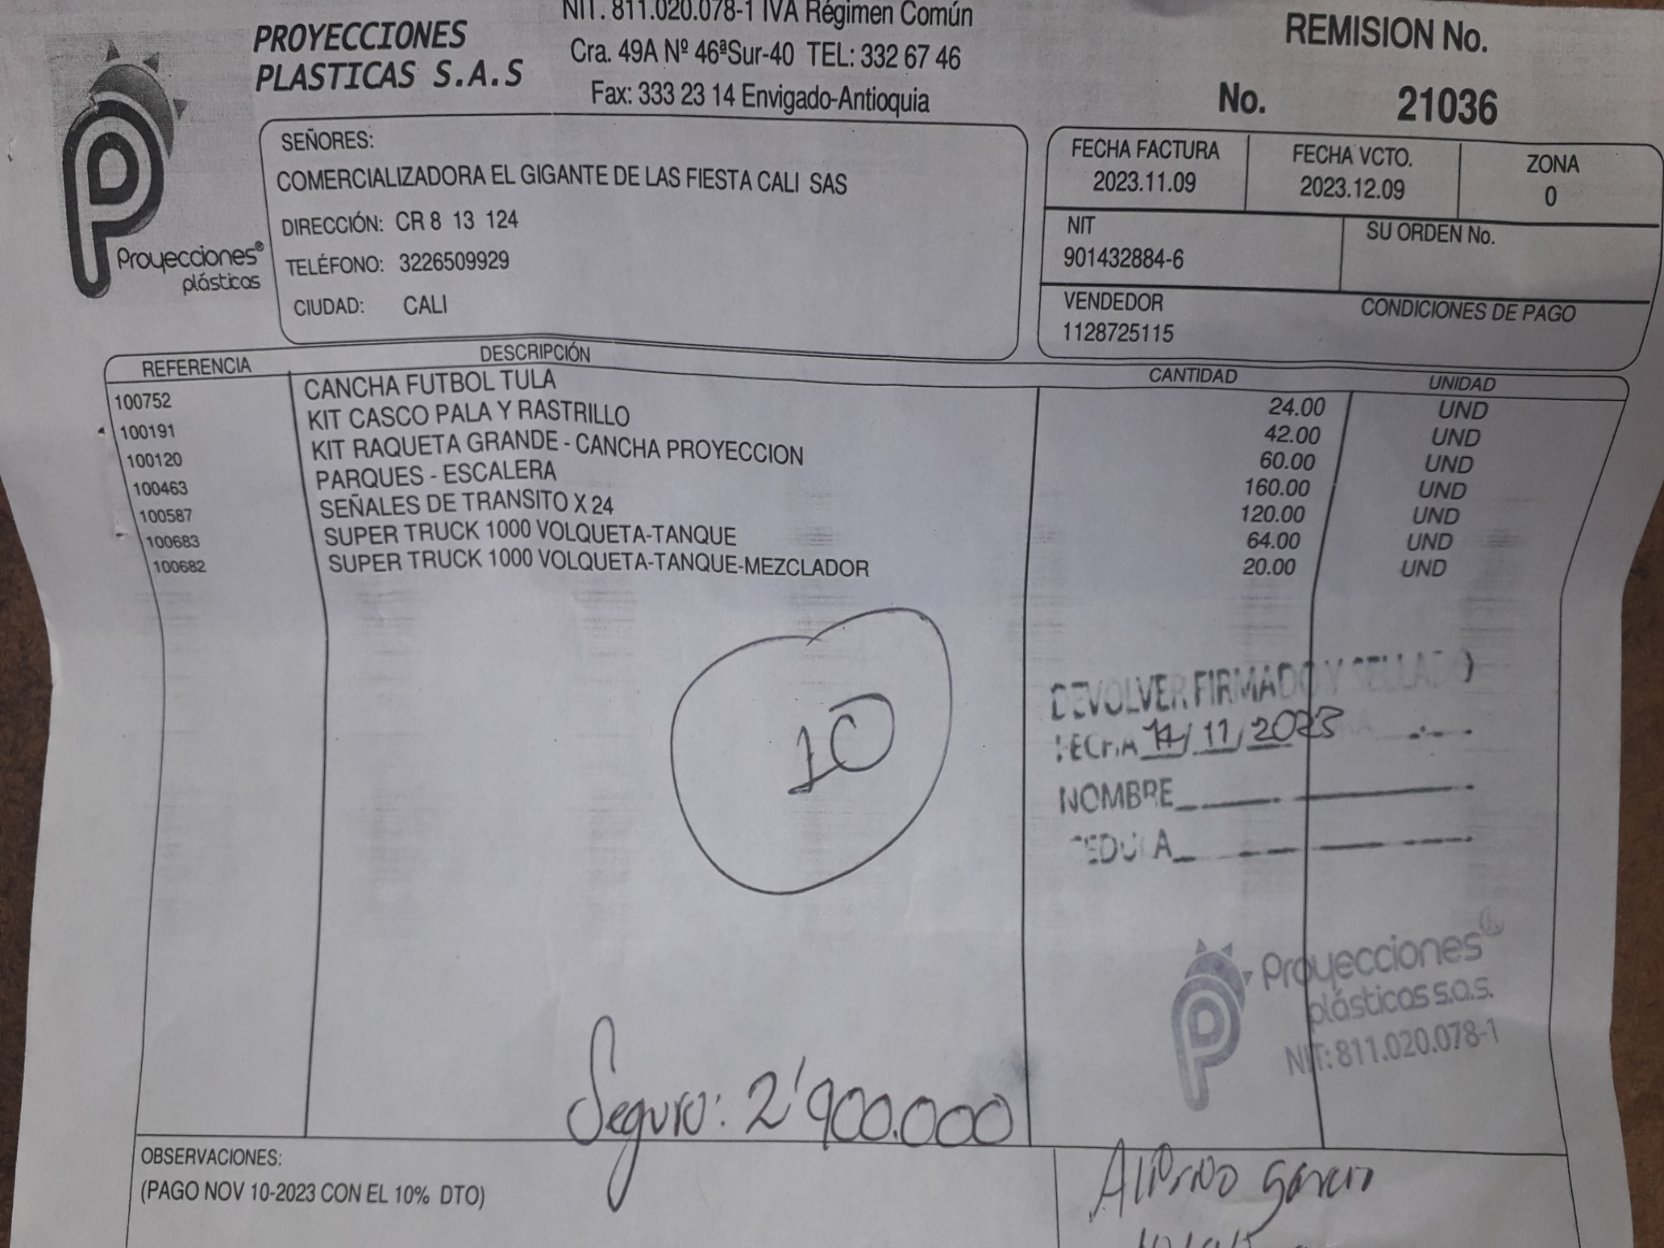 PROYECCIONES
PLASTICAS S.A.S
NIT. 811.020.078-1 IVA Régimen Común
Cra. 49A Nº 46ªSur-40 TEL: 332 67 46
Fax: 333 23 14 Envigado-Antioquia
REMISION No.
No. 21036
Proyecciones®
plásticas
SEÑORES:
COMERCIALIZADORA EL GIGANTE DE LAS FIESTA CALI SAS
DIRECCIÓN: CR 8 13 124
TELÉFONO: 3226509929
CIUDAD: CALI
FECHA FACTURA FECHA VCTO. ZONA
2023.11.09 2023.12.09 0
NIT SU ORDEN No.
901432884-6
VENDEDOR CONDICIONES DE PAGO
1128725115
REFERENCIA DESCRIPCIÓN CANTIDAD UNIDAD
100752 CANCHA FUTBOL TULA 24.00 UND
100191 KIT CASCO PALA Y RASTRILLO 42.00 UND
100120 KIT RAQUETA GRANDE - CANCHA PROYECCION 60.00 UND
100463 PARQUES - ESCALERA 160.00 UND
100587 SEÑALES DE TRANSITO X 24 120.00 UND
100683 SUPER TRUCK 1000 VOLQUETA-TANQUE 64.00 UND
100682 SUPER TRUCK 1000 VOLQUETA-TANQUE-MEZCLADOR 20.00 UND
10
DEVOLVER FIRMADO Y SELLADO
FECHA 14/11/2023
NOMBRE
CEDULA
Proyecciones
plásticas s.a.s.
NIT: 811.020.078-1
Seguro: 2'900.000
OBSERVACIONES:
(PAGO NOV 10-2023 CON EL 10% DTO)
Garcia